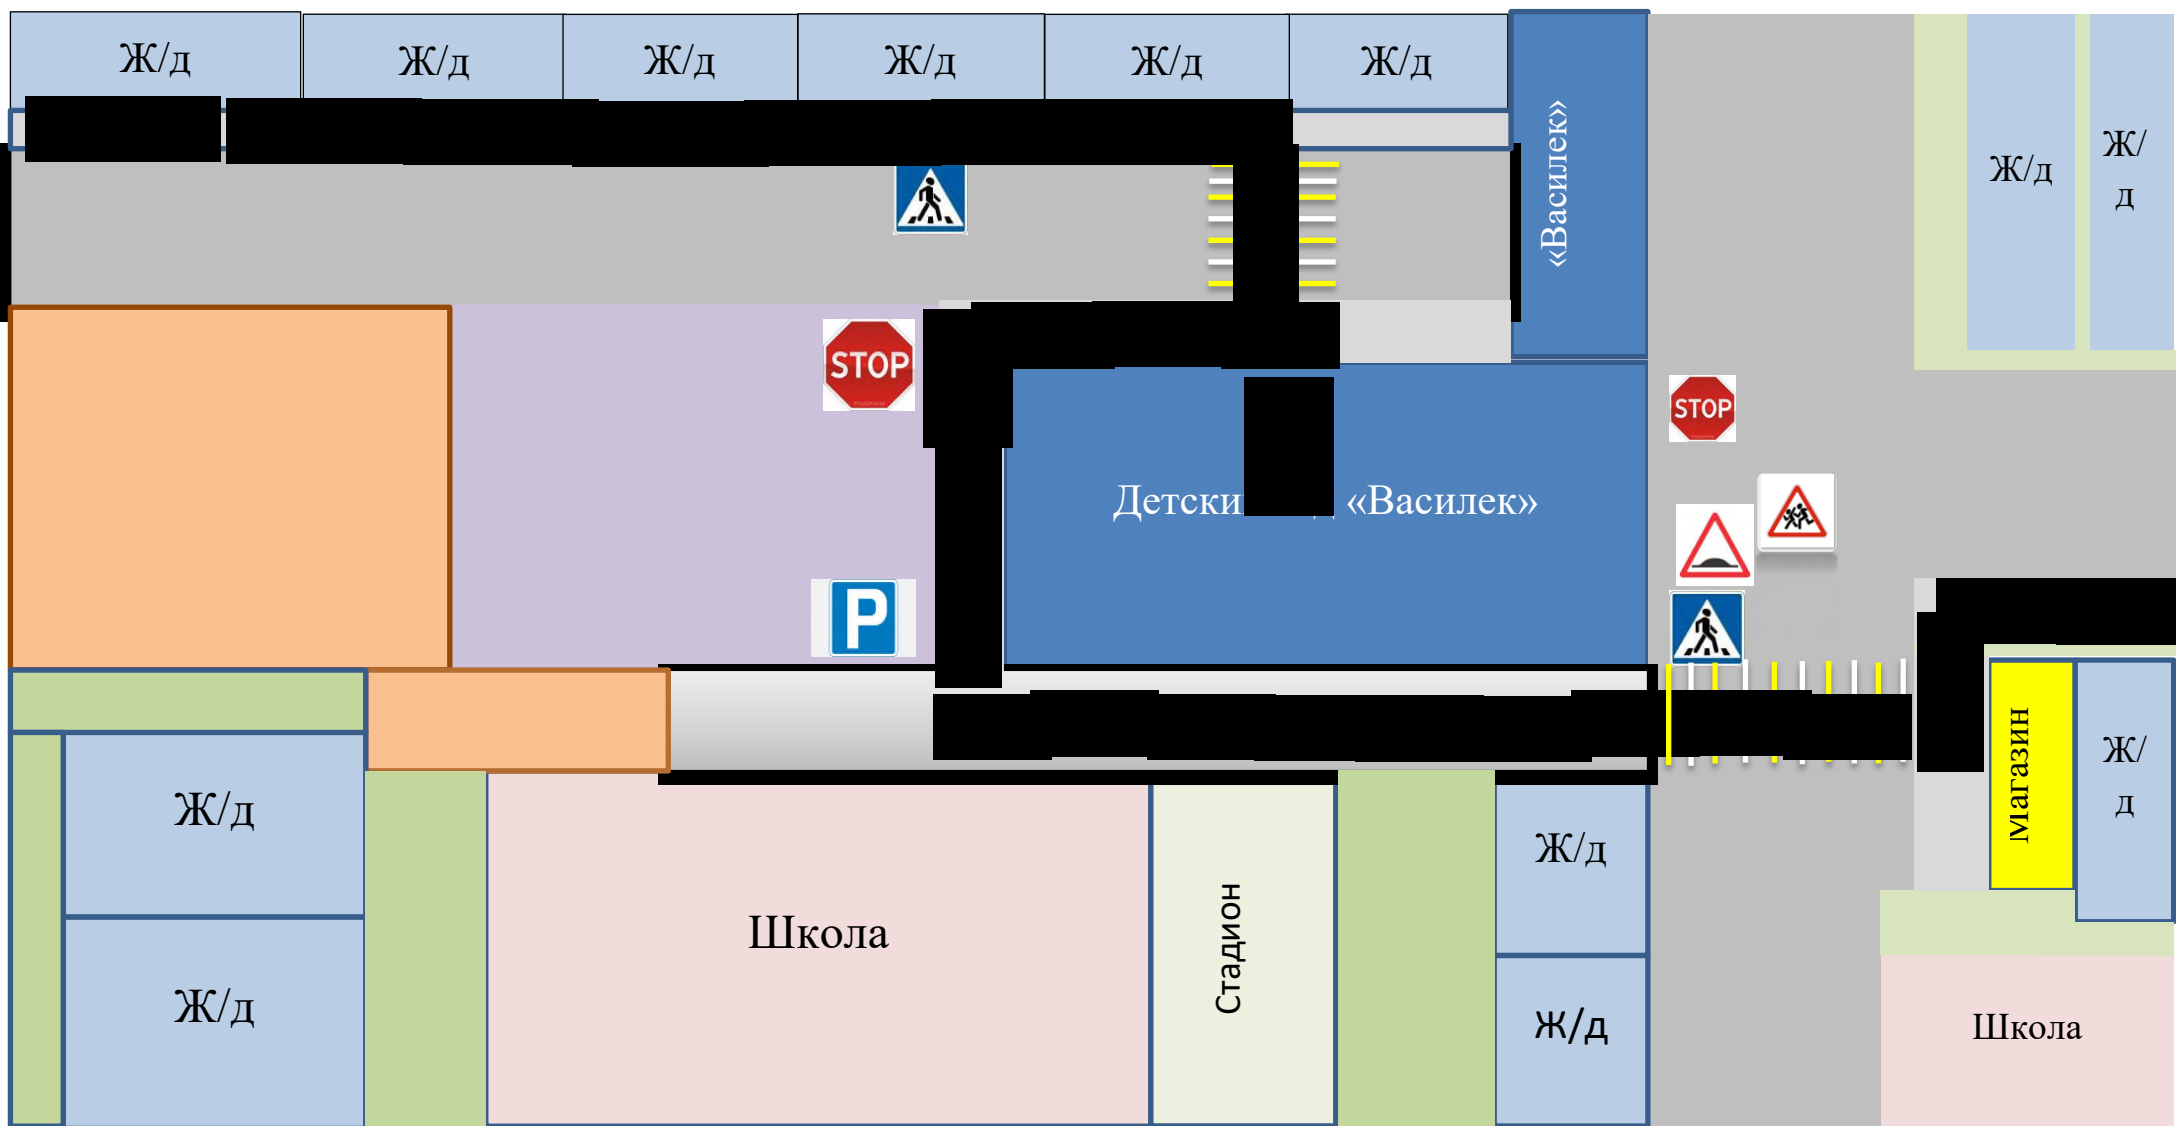 Ж/д
Ж/д
Ж/д
Ж/д
Ж/д
Ж/д
«Василек»
Ж/д
Ж/
д
STOP
STOP
«Василек»
P
Магазин
Ж/
д
Ж/д
Ж/д
Школа
Стадион
Ж/д
Ж/д
Школа